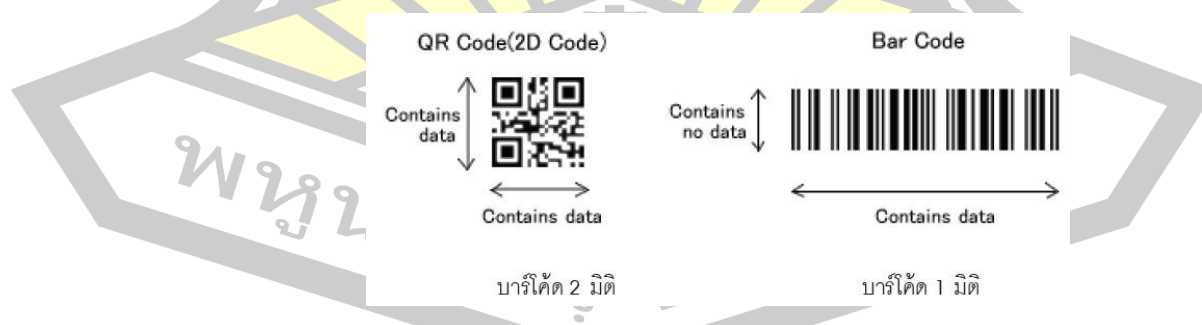 QR Code(2D Code)
Bar Code
Contains
data
Contains data
Contains
no data
Contains data
บาร์โค้ด 2 มิติ
บาร์โค้ด 1 มิติ